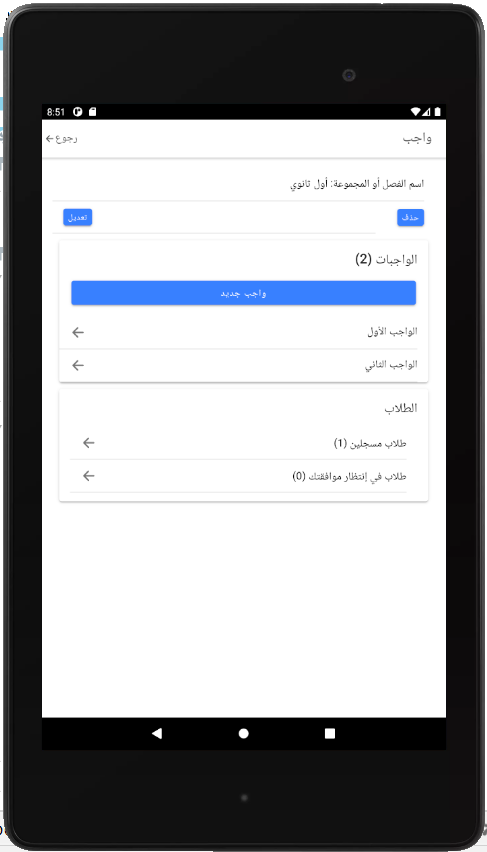 8:51
واجب
رجوع
اسم الفصل أو المجموعة: أول ثانوي
حذف
تعديل
الواجبات (2)
واجب جديد
الواجب الأول
الواجب الثاني
الطلاب
طلاب مسجلين (1)
طلاب في إنتظار موافقتك (0)